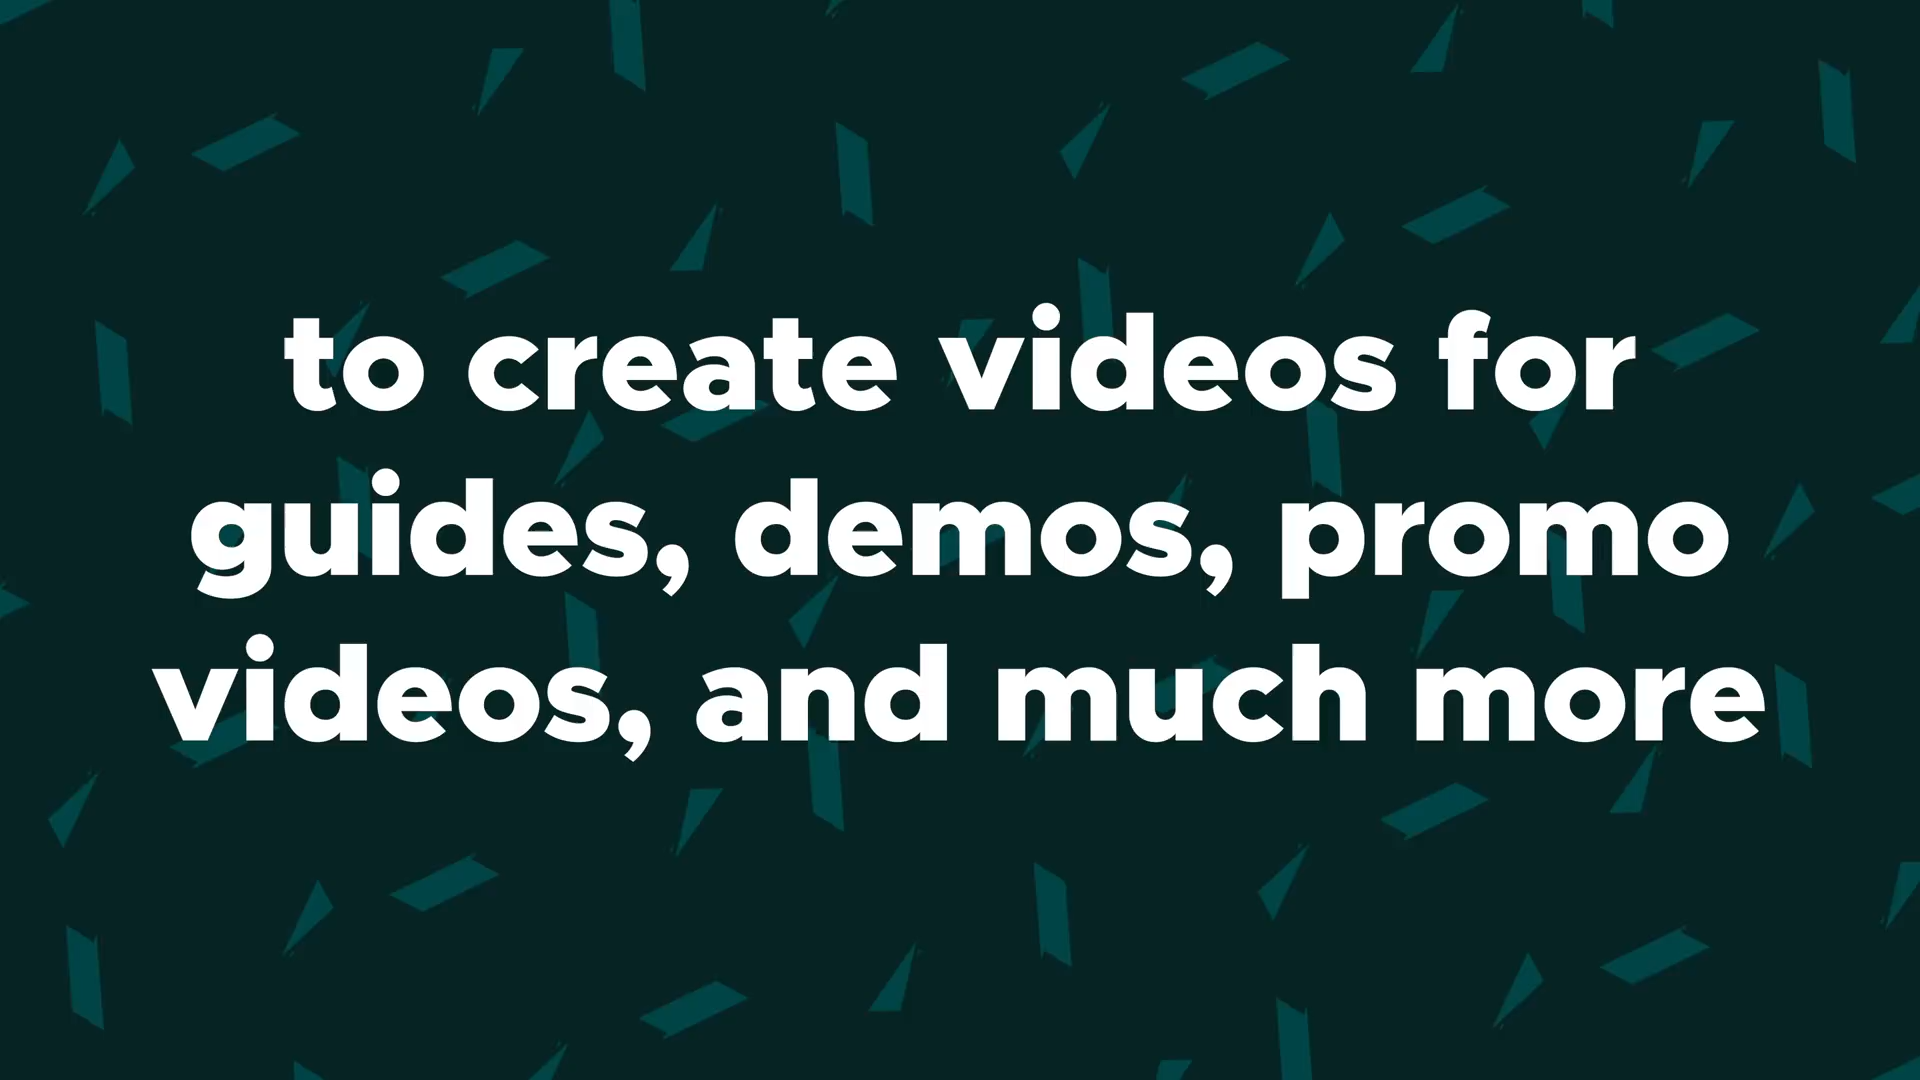 to create videos for
guides, demos, promo
videos, and much more